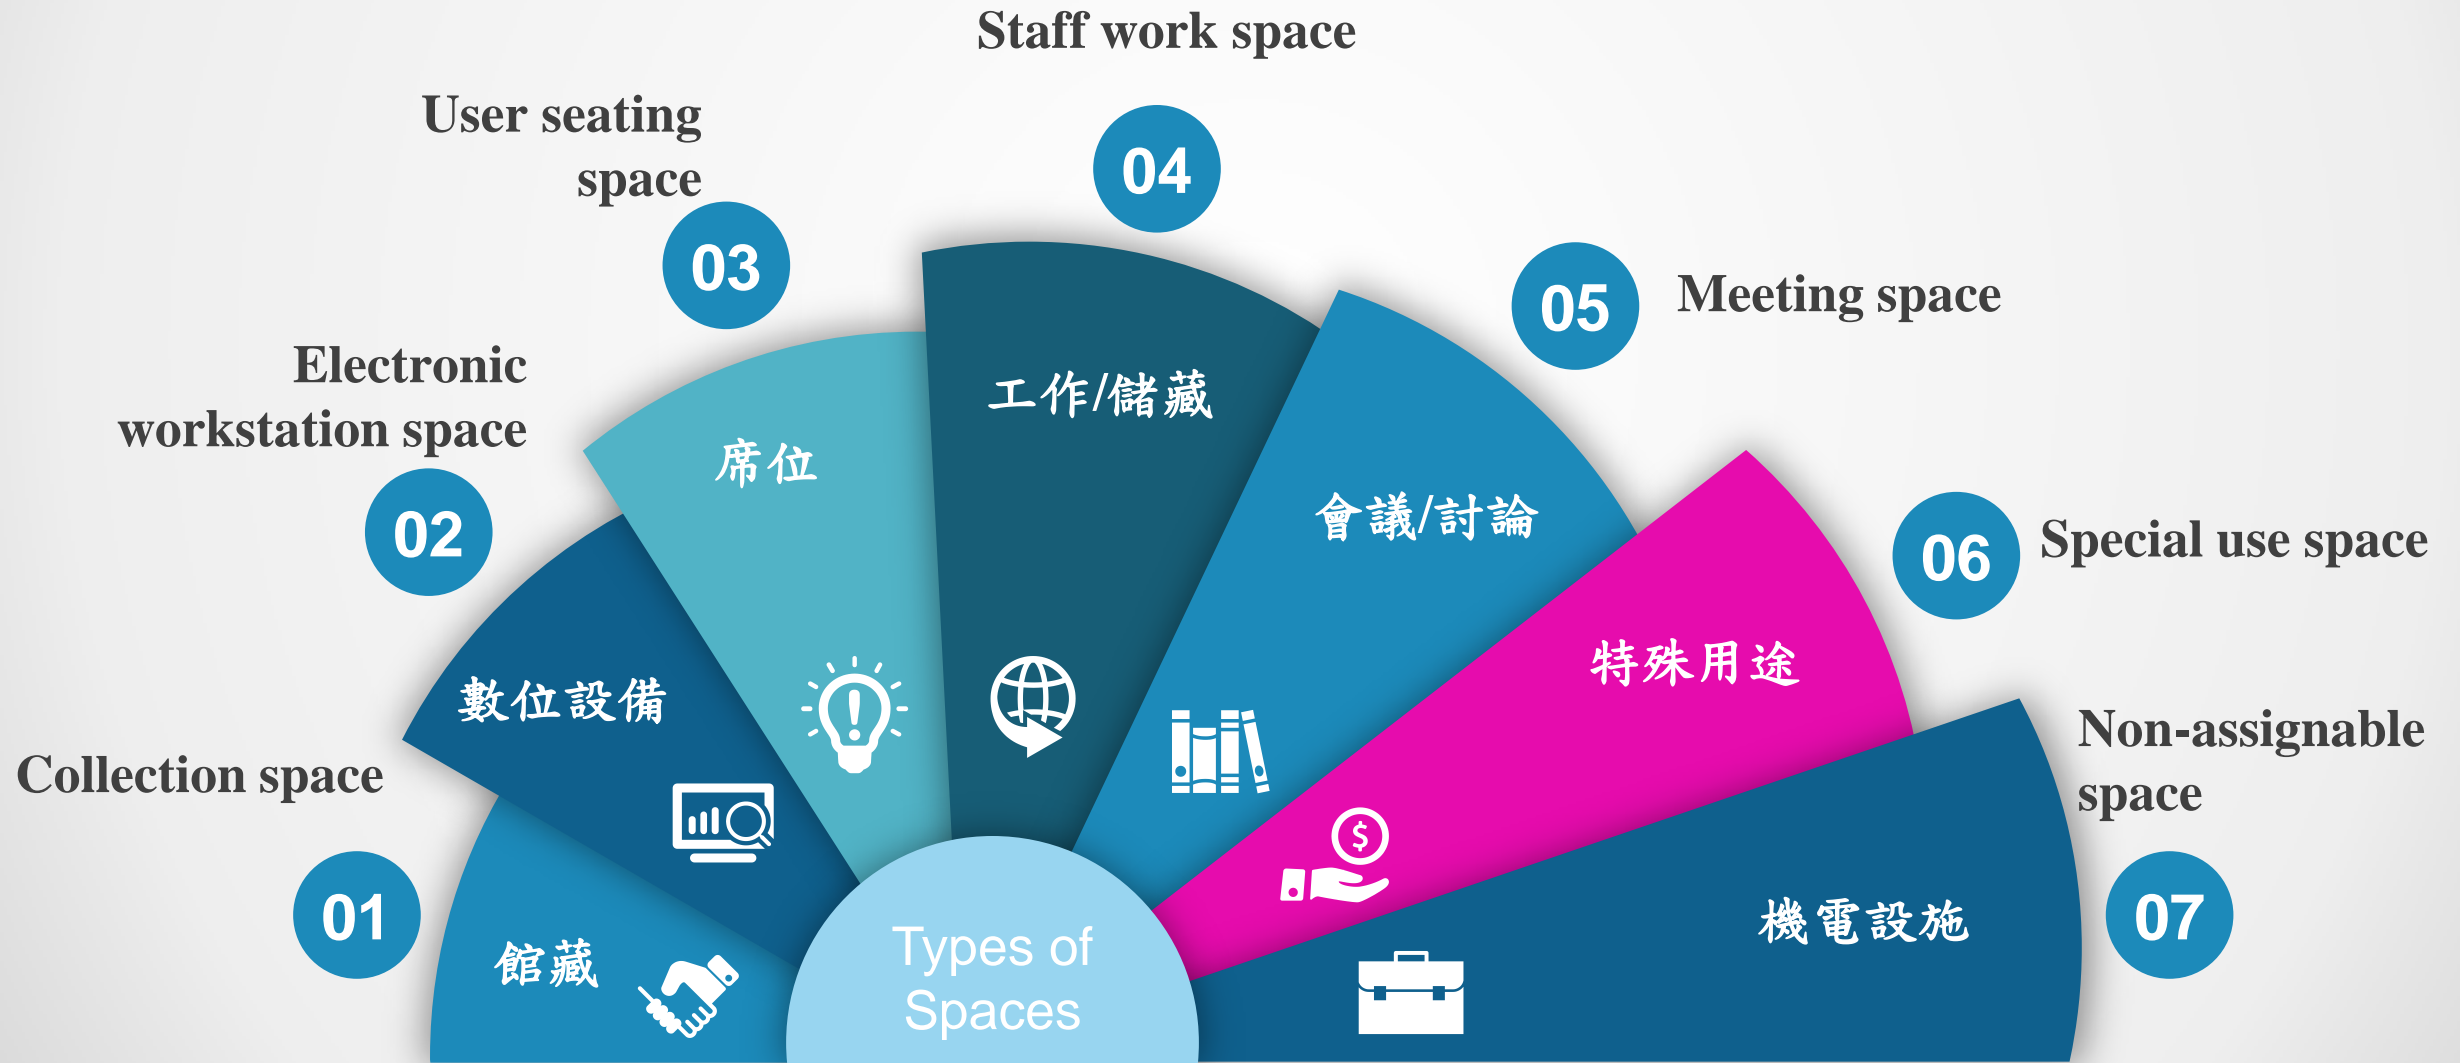 Staff work space
04
User seating
space
03
Electronic
workstation space
02
Collection space
01
Meeting space
05
Special use space
06
Non-assignable
space
07
館藏
數位設備
席位
工作/儲藏
會議/討論
特殊用途
機電設施
$
Types of
Spaces